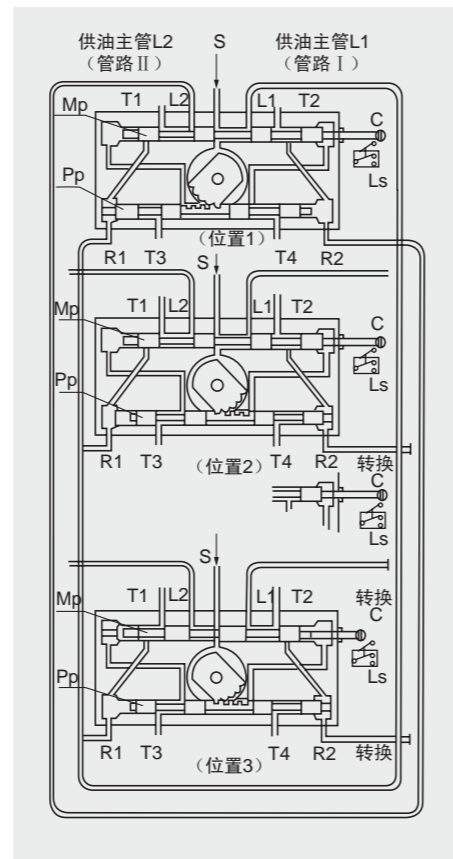 供油主管L2 S 供油主管L1
（管路Ⅱ） （管路Ⅰ）
T1 L2 L1 T2
Mp C
Ls
Pp
（位置1）
R1 T3 S T4 R2
T1 L2 L1 T2
Mp C
Ls
Pp
R1 T3 （位置2） T4 R2 转换
C
Ls
S
T1 L2 L1 T2 转换
Mp C
Ls
Pp
R1 T3 （位置3） T4 R2 转换